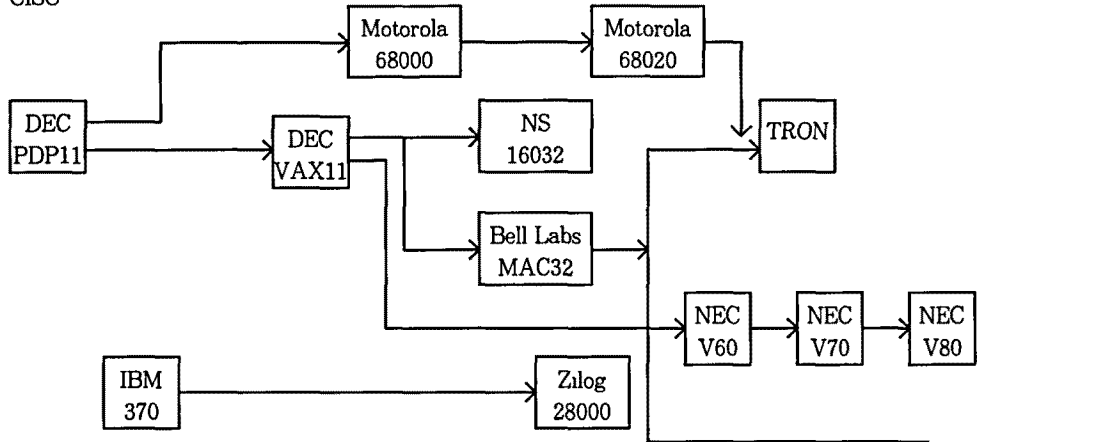 CISC
Motorola
68000
Motorola
68020
DEC
PDP11
DEC
VAX11
NS
16032
TRON
Bell Labs
MAC32
NEC
V60
NEC
V70
NEC
V80
IBM
370
Zılog
28000